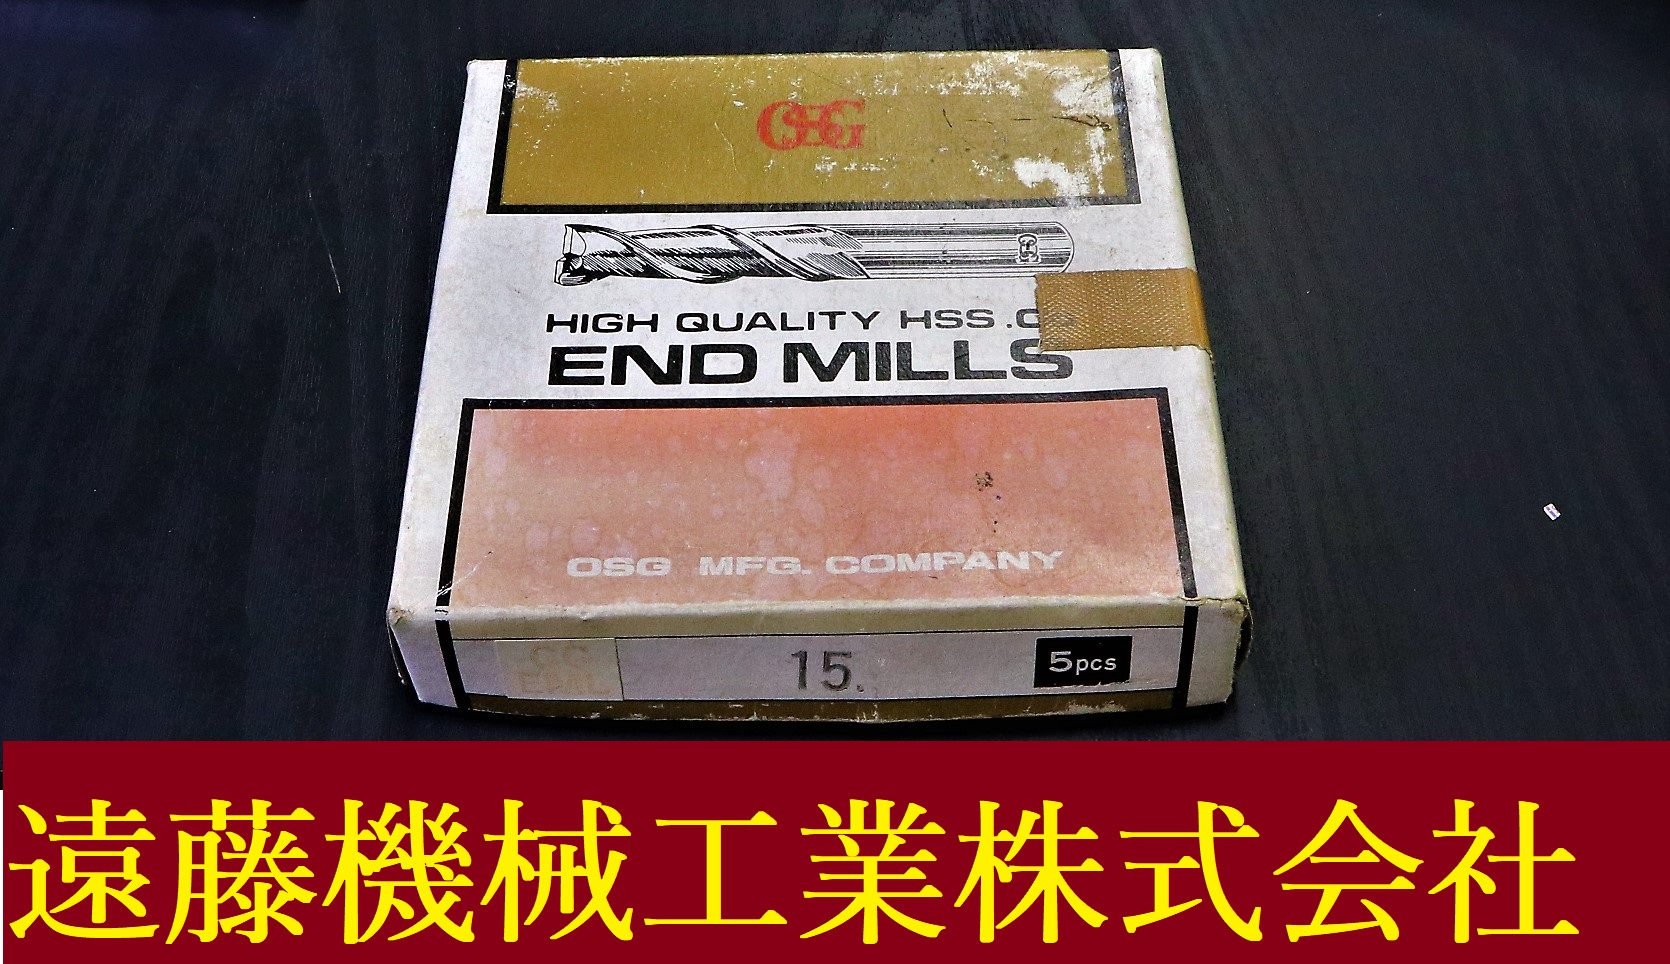 OSG
HIGH QUALITY HSS.Co
END MILLS
OSG MFG. COMPANY
15.
5pcs
遠藤機械工業株式会社